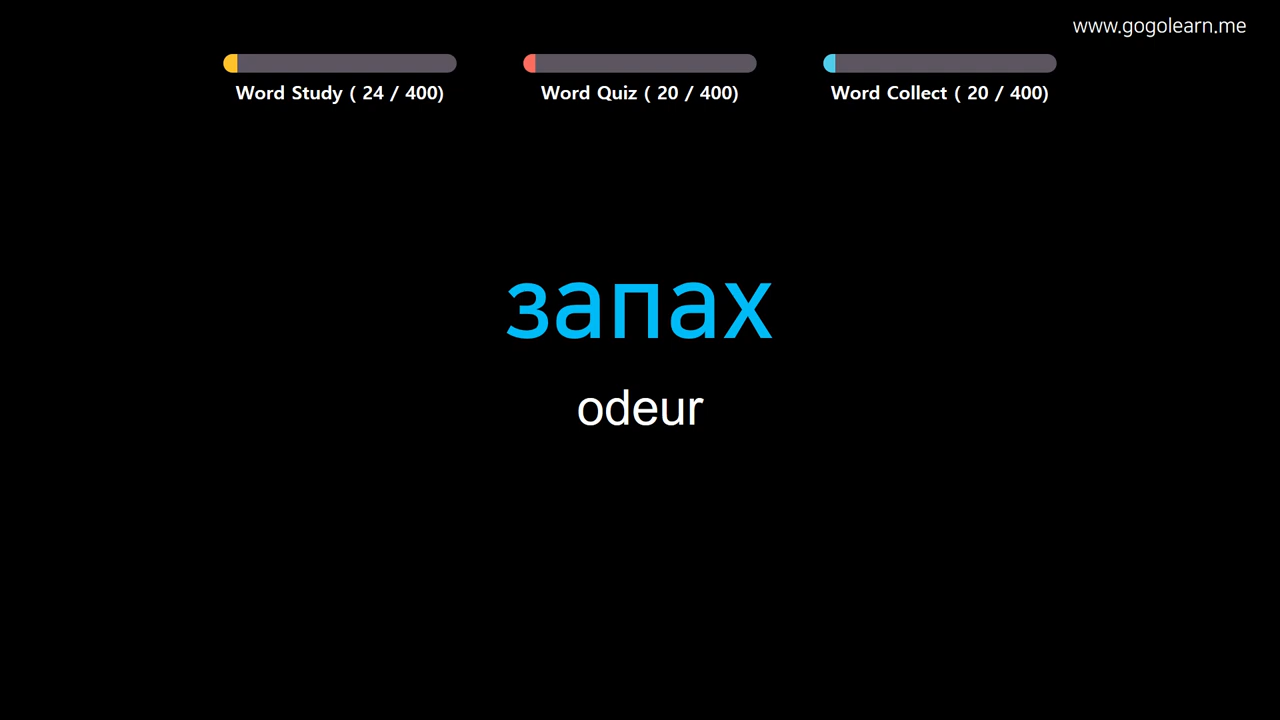 www.gogolearn.me
Word Study ( 24 / 400)
Word Quiz ( 20 / 400)
Word Collect ( 20 / 400)
запах
odeur